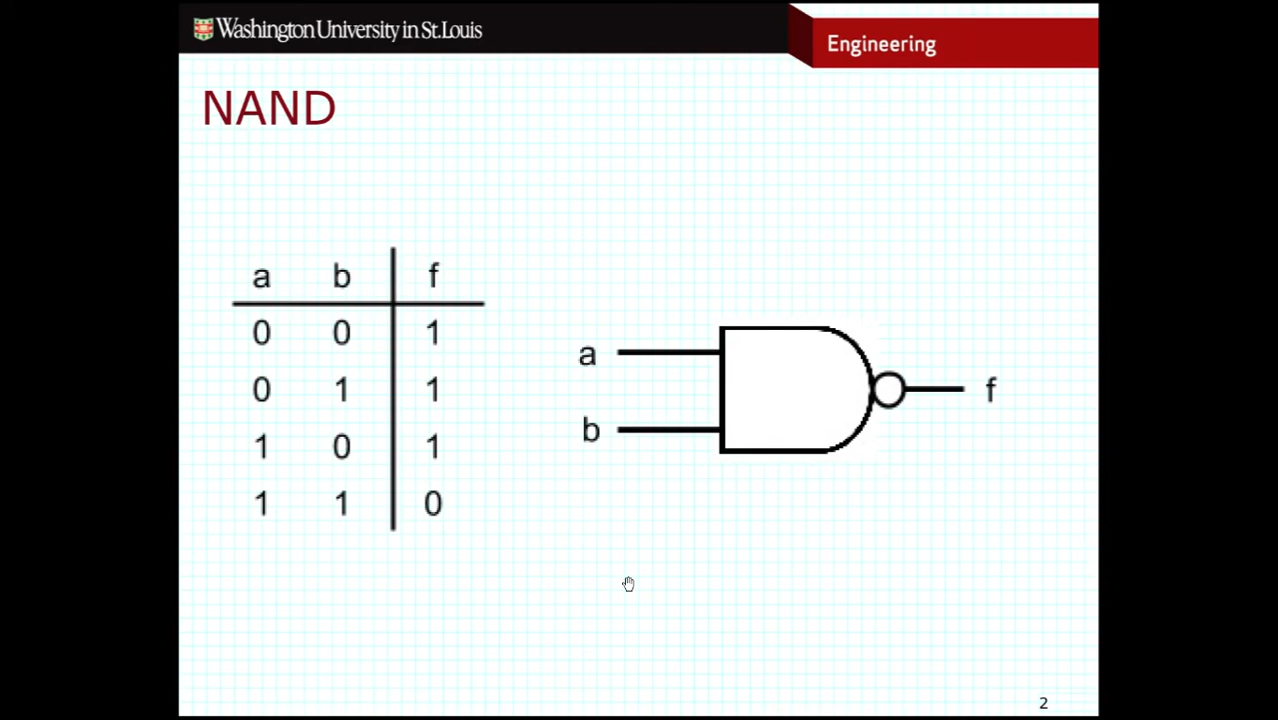 Washington University in St.Louis
Engineering
NAND
a b f
0 0 1
0 1 1
1 0 1
1 1 0
a
b
f
2